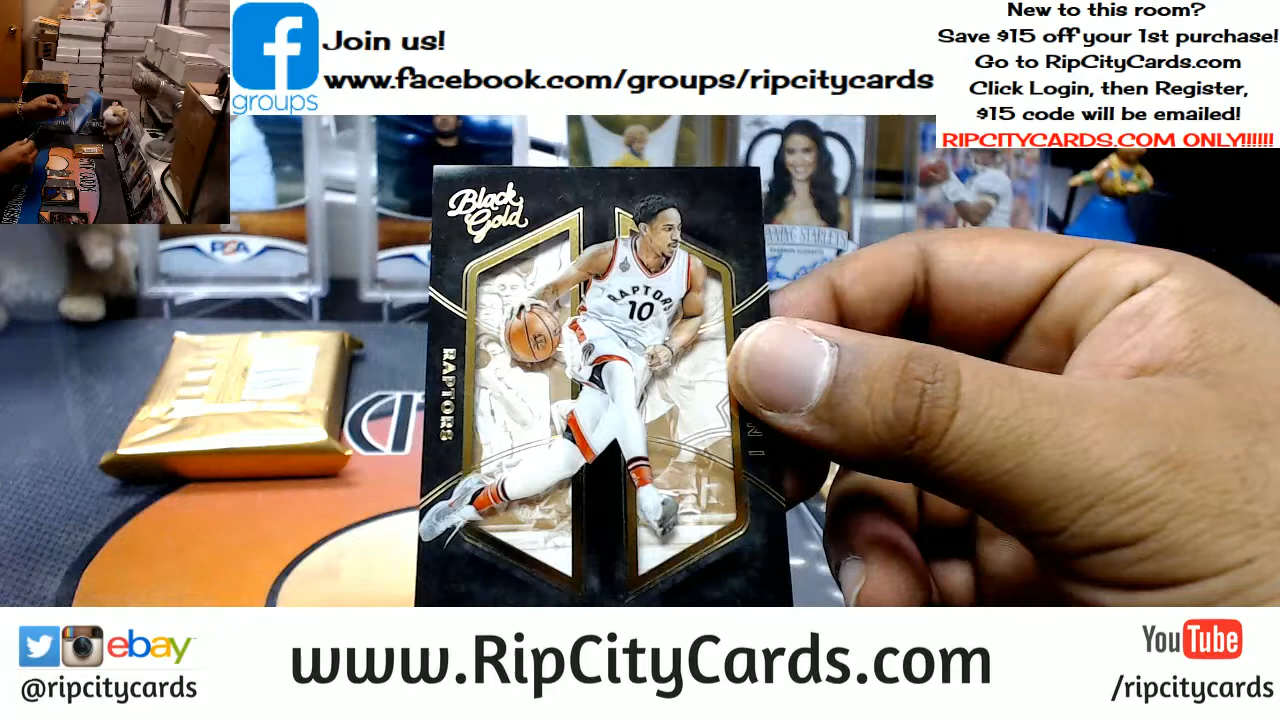 Join us!
www.facebook.com/groups/ripcitycards
groups
New to this room?
Save $15 off your 1st purchase!
Go to RipCityCards.com
Click Login, then Register,
$15 code will be emailed!
RIPCITYCARDS.COM ONLY!!!!!!
PSA
Black
Gold
RAPTORS
10
RAPTORS
ebay
@ripcitycards
www.RipCityCards.com
YouTube
/ripcitycards